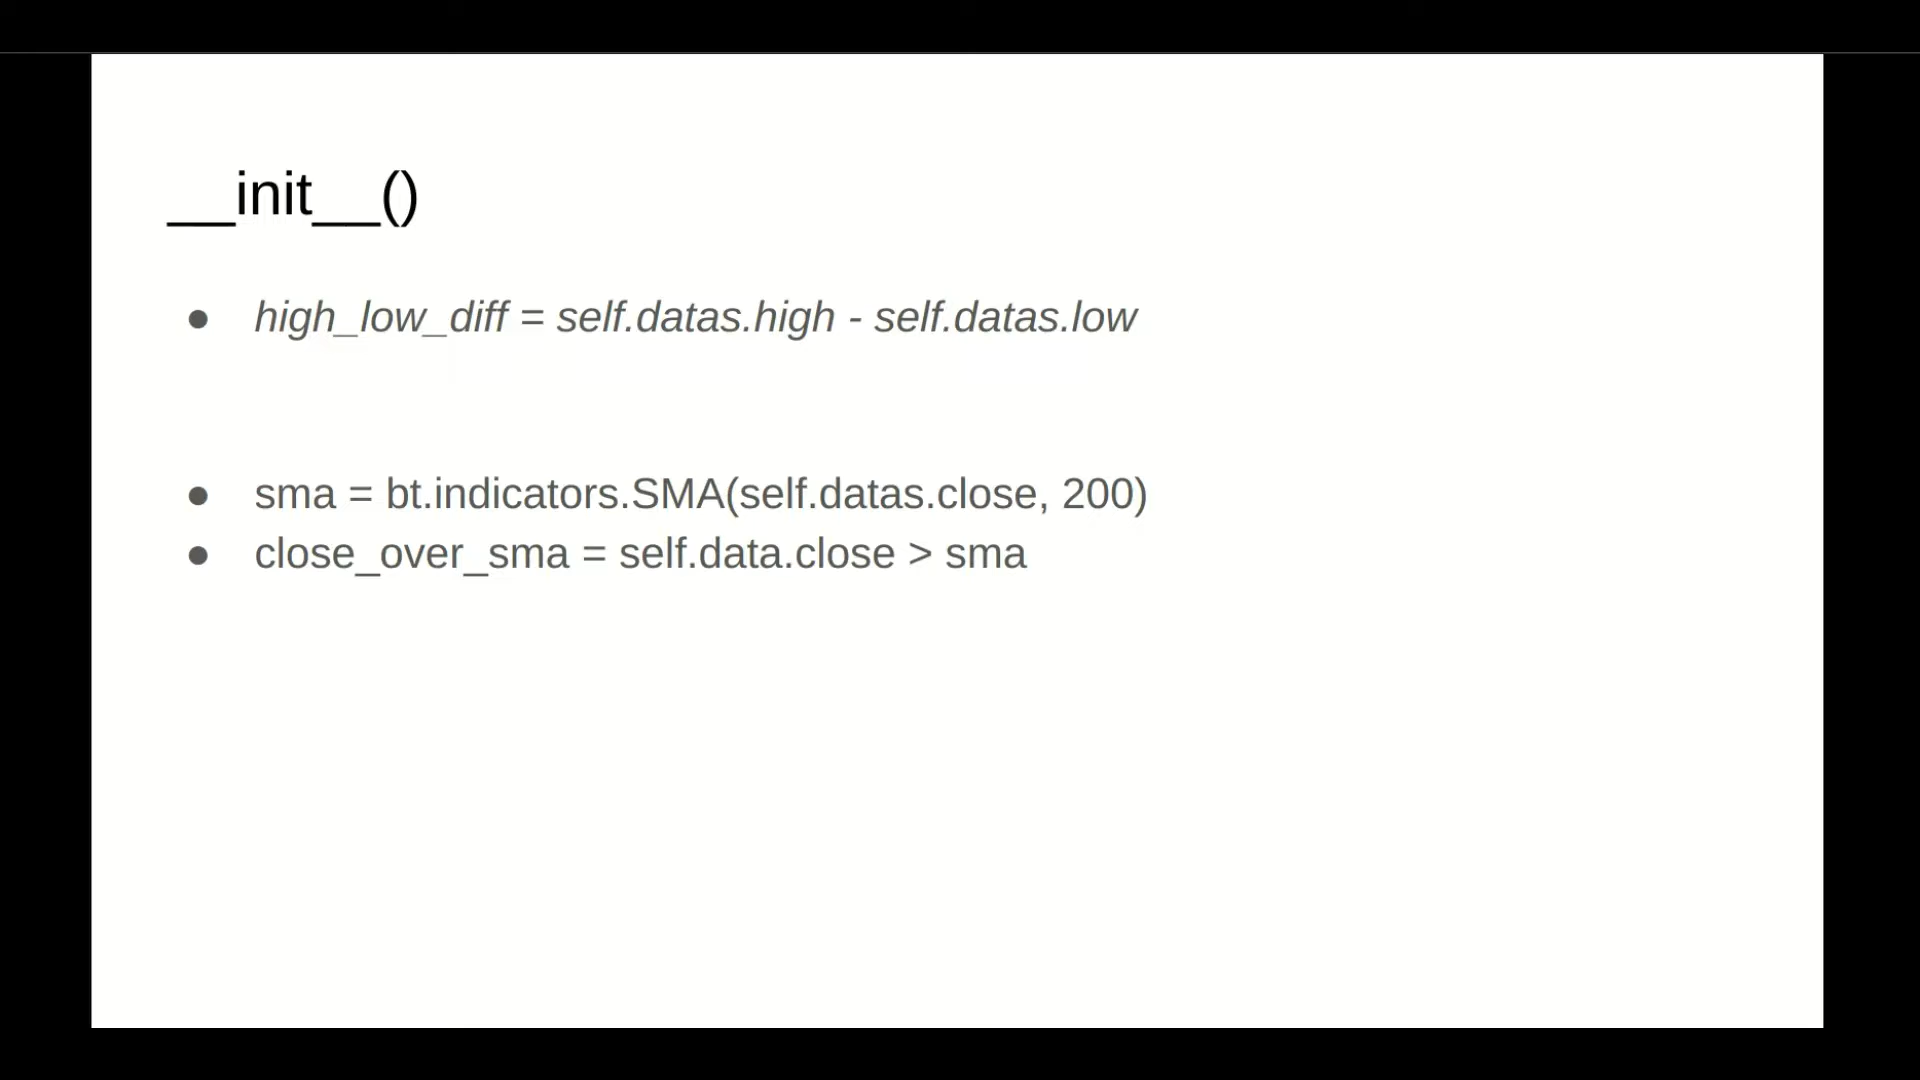 __init__()
● high_low_diff = self.datas.high - self.datas.low
● sma = bt.indicators.SMA(self.datas.close, 200)
● close_over_sma = self.data.close > sma